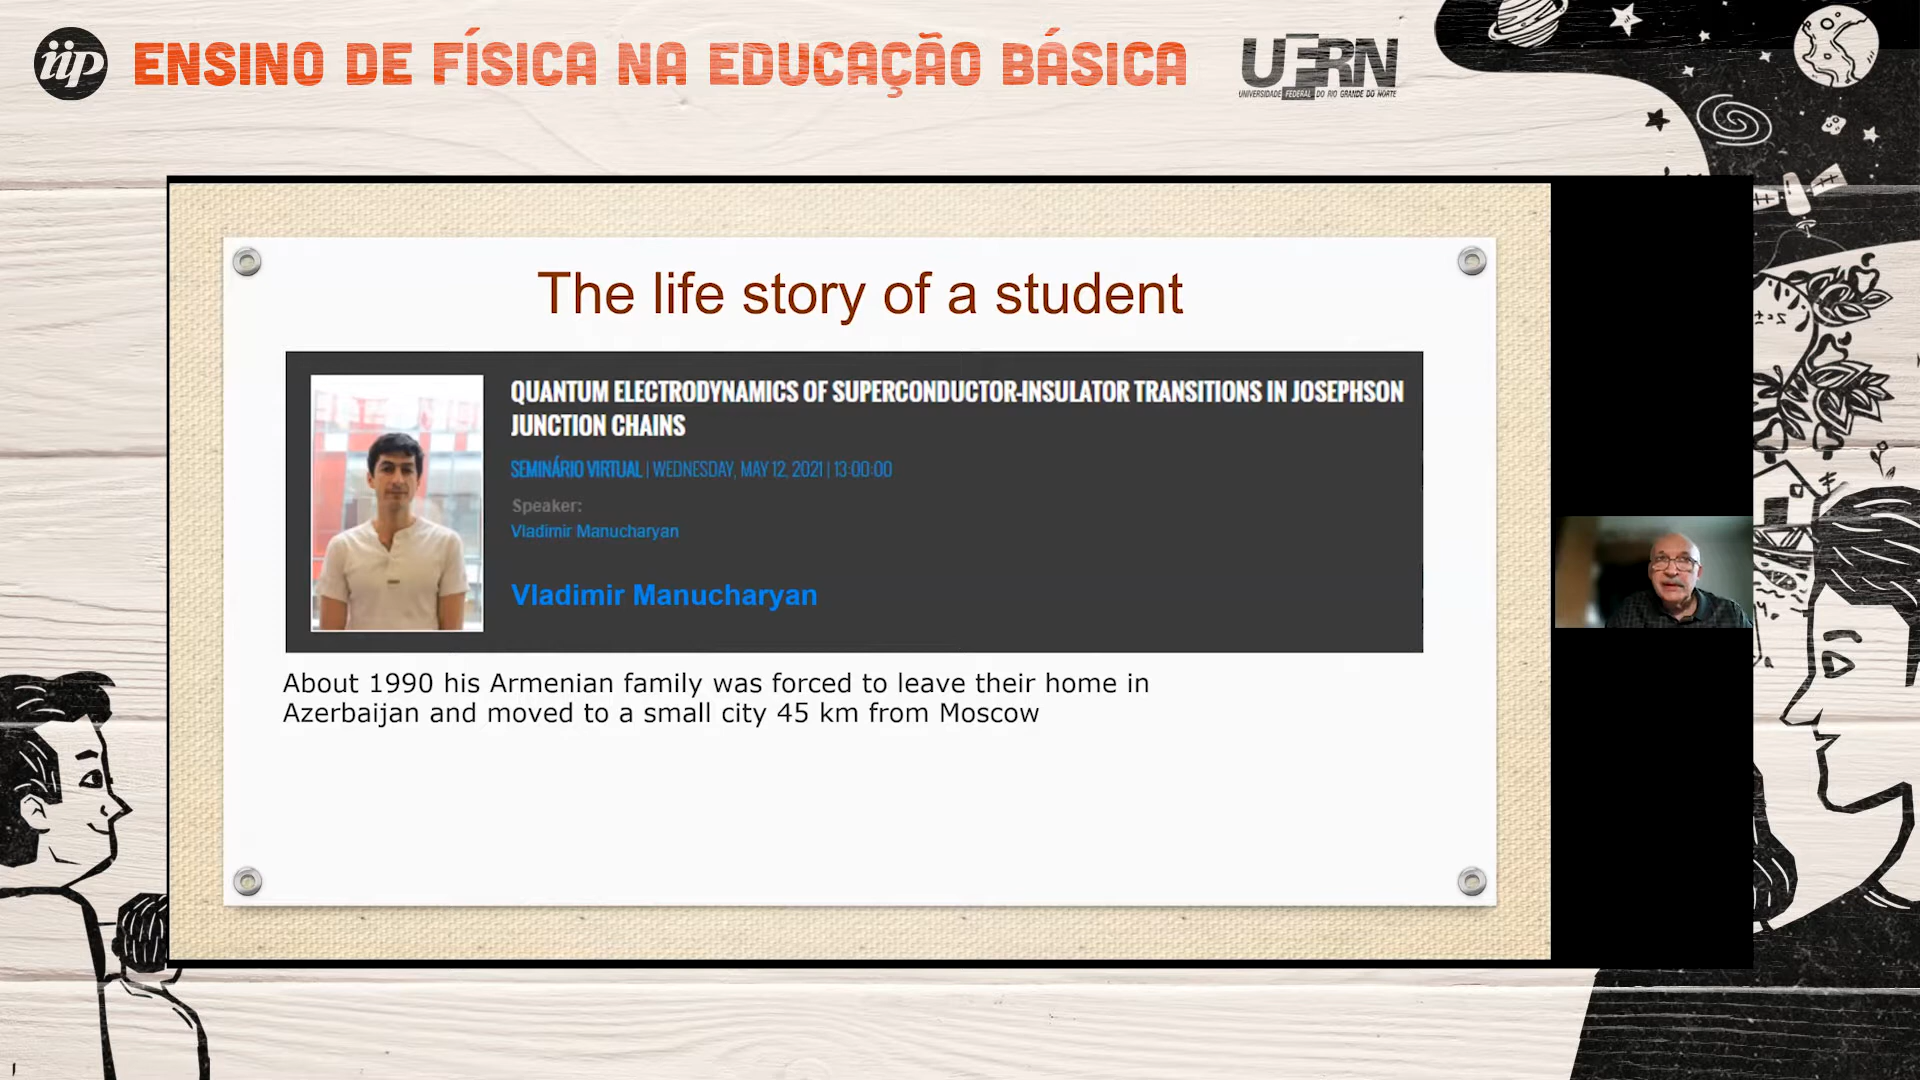 iip ENSINO DE FÍSICA NA EDUCAÇÃO BÁSICA
UFRN
UNIVERSIDADE FEDERAL DO RIO GRANDE DO NORTE
The life story of a student
QUANTUM ELECTRODYNAMICS OF SUPERCONDUCTOR-INSULATOR TRANSITIONS IN JOSEPHSON
JUNCTION CHAINS
SEMINÁRIO VIRTUAL | WEDNESDAY, MAY 12, 2021 | 13:00:00
Speaker:
Vladimir Manucharyan
Vladimir Manucharyan
About 1990 his Armenian family was forced to leave their home in
Azerbaijan and moved to a small city 45 km from Moscow